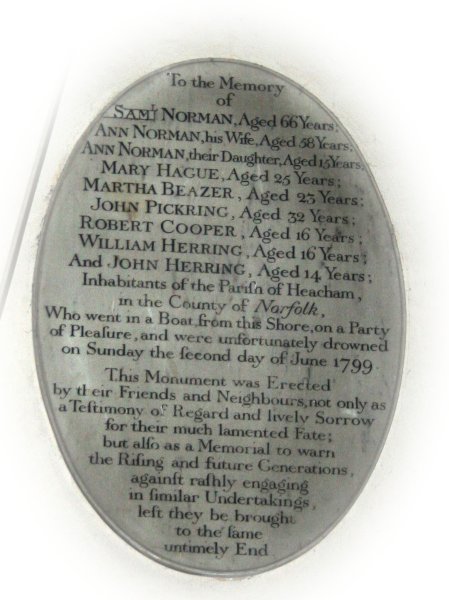 To the Memory
of
SAMˡ NORMAN, Aged 66 Years;
ANN NORMAN, his Wife, Aged 58 Years;
ANN NORMAN, their Daughter, Aged 13 Years;
MARY HAGUE, Aged 25 Years;
MARTHA BEAZER, Aged 23 Years;
JOHN PICKRING, Aged 32 Years;
ROBERT COOPER, Aged 16 Years;
WILLIAM HERRING, Aged 16 Years;
And JOHN HERRING, Aged 14 Years;
Inhabitants of the Pariſh of Heacham,
in the County of Norfolk,
Who went in a Boat from this Shore, on a Party
of Pleaſure, and were unfortunately drowned
on Sunday the ſecond day of June 1799.
This Monument was Erected
by their Friends and Neighbours, not only as
a Teſtimony of Regard and lively Sorrow
for their much lamented Fate;
but alſo as a Memorial to warn
the Riſing and future Generations,
againſt raſhly engaging
in ſimilar Undertakings,
leſt they be brought
to the ſame
untimely End